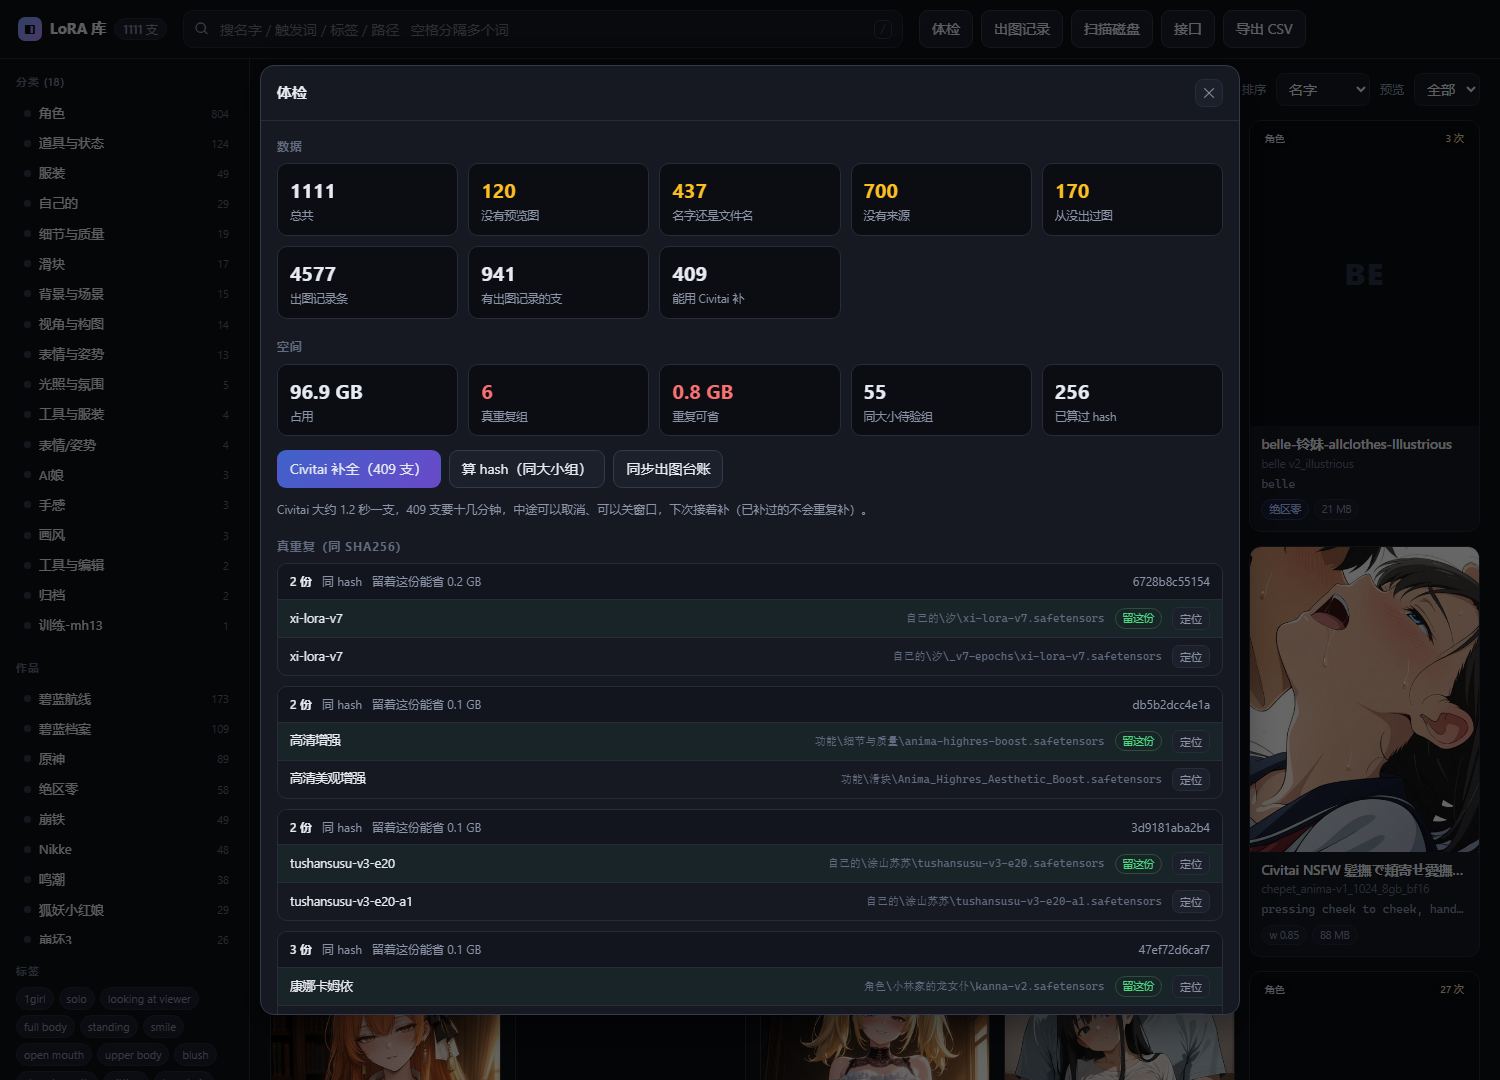 LoRA 库 1111 支
搜名字 / 触发词 / 标签 / 路径 空格分隔多个词 /
体检 出图记录 扫描磁盘 接口 导出 CSV
分类 (18)
角色 804
道具与状态 124
服装 49
自己的 29
细节与质量 19
滑块 17
背景与场景 15
视角与构图 14
表情与姿势 13
光照与氛围 5
工具与服装 4
表情/姿势 4
AI娘 3
手感 3
画风 3
工具与编辑 2
归档 2
训练-mh13 1
作品
碧蓝航线 173
碧蓝档案 109
原神 89
绝区零 58
崩铁 49
Nikke 48
鸣潮 38
狐妖小红娘 29
崩坏3 26
标签
1girl solo looking at viewer
full body standing smile
open mouth upper body blush
体检
数据
1111
总共
120
没有预览图
437
名字还是文件名
700
没有来源
170
从没出过图
4577
出图记录条
941
有出图记录的支
409
能用 Civitai 补
空间
96.9 GB
占用
6
真重复组
0.8 GB
重复可省
55
同大小待验组
256
已算过 hash
Civitai 补全（409 支） 算 hash（同大小组） 同步出图台账
Civitai 大约 1.2 秒一支，409 支要十几分钟，中途可以取消、可以关窗口，下次接着补（已补过的不会重复补）。
真重复（同 SHA256）
2 份 同 hash 留着这份能省 0.2 GB 6728b8c55154
xi-lora-v7 自己的\汐\xi-lora-v7.safetensors 留这份 定位
xi-lora-v7 自己的\汐\_v7-epochs\xi-lora-v7.safetensors 定位
2 份 同 hash 留着这份能省 0.1 GB db5b2dcc4e1a
高清增强 功能\细节与质量\anima-highres-boost.safetensors 留这份 定位
高清美观增强 功能\滑块\Anima_Highres_Aesthetic_Boost.safetensors 定位
2 份 同 hash 留着这份能省 0.1 GB 3d9181aba2b4
tushansusu-v3-e20 自己的\涂山苏苏\tushansusu-v3-e20.safetensors 留这份 定位
tushansusu-v3-e20-a1 自己的\涂山苏苏\tushansusu-v3-e20-a1.safetensors 定位
3 份 同 hash 留着这份能省 0.1 GB 47ef72d6caf7
康娜卡姆依 角色\小林家的龙女仆\kanna-v2.safetensors 留这份 定位
排序 名字 预览 全部
角色 3 次
BE
belle-铃妹-allclothes-Illustrious
belle v2_illustrious
belle
绝区零 21 MB
Civitai NSFW 髪撫で頬寄せ愛撫…
chepet_anima-v1_1024_8gb_bf16
pressing cheek to cheek, hand…
w 0.85 88 MB
角色 27 次